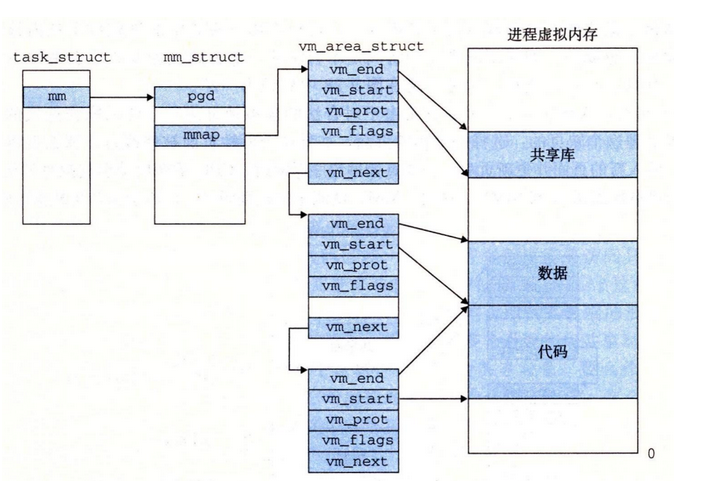 task_struct
mm
mm_struct
pgd
mmap
vm_area_struct
vm_end
vm_start
vm_prot
vm_flags
vm_next
vm_end
vm_start
vm_prot
vm_flags
vm_next
vm_end
vm_start
vm_prot
vm_flags
vm_next
进程虚拟内存
共享库
数据
代码
0